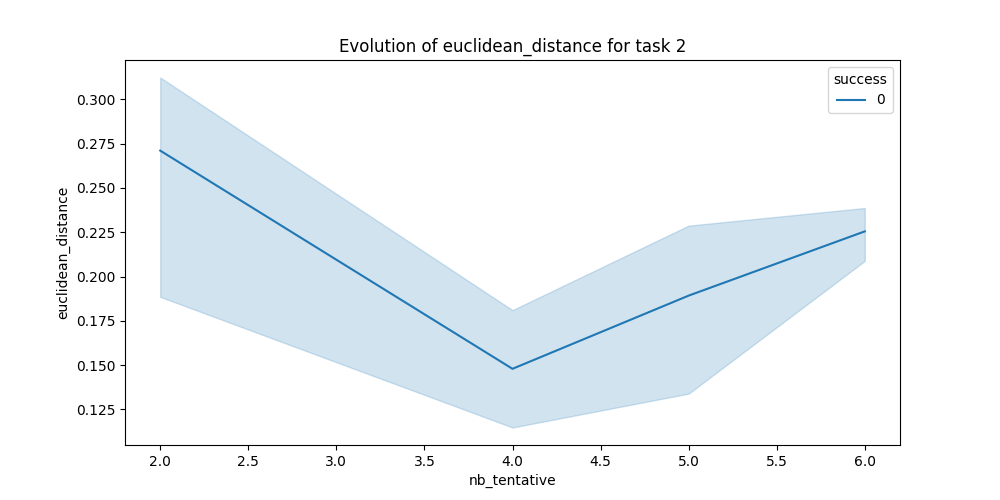 Evolution of euclidean_distance for task 2
success
0
euclidean_distance
0.300
0.275
0.250
0.225
0.200
0.175
0.150
0.125
2.0 2.5 3.0 3.5 4.0 4.5 5.0 5.5 6.0
nb_tentative